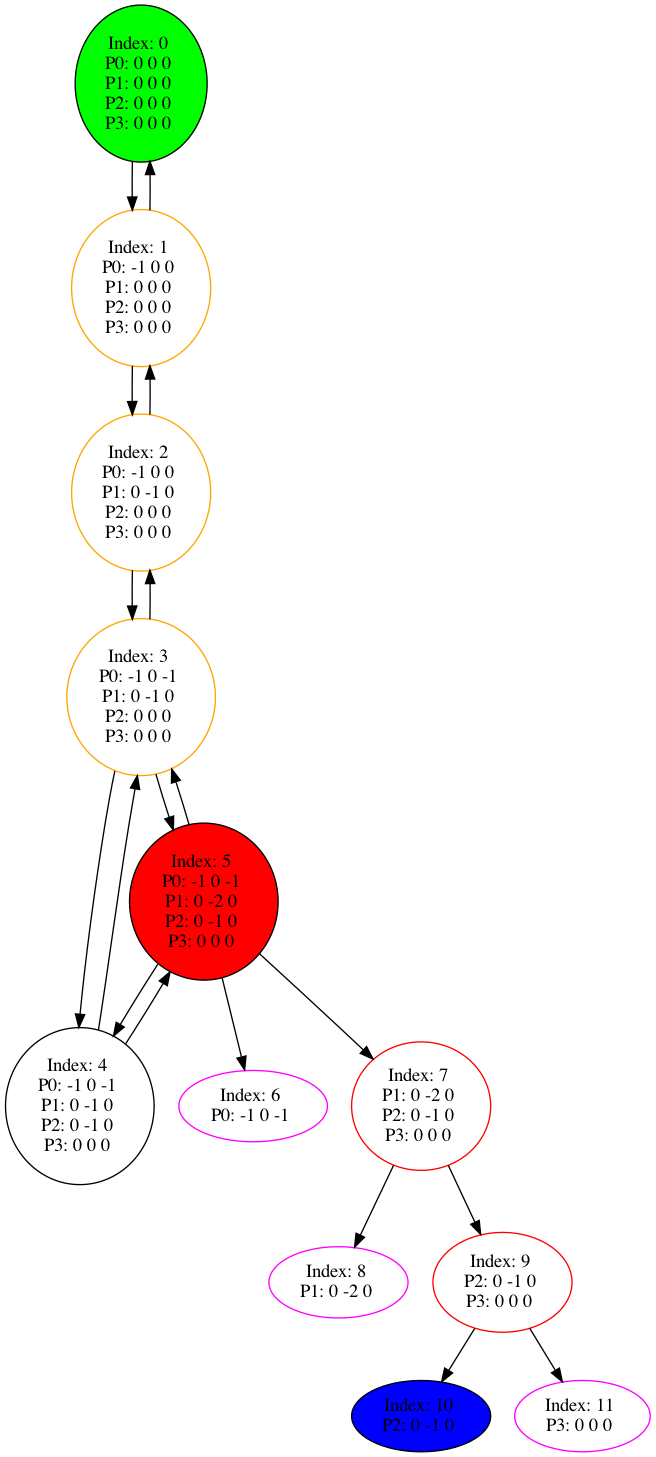 Index: 0
P0: 0 0 0
P1: 0 0 0
P2: 0 0 0
P3: 0 0 0
Index: 1
P0: -1 0 0
P1: 0 0 0
P2: 0 0 0
P3: 0 0 0
Index: 2
P0: -1 0 0
P1: 0 -1 0
P2: 0 0 0
P3: 0 0 0
Index: 3
P0: -1 0 -1
P1: 0 -1 0
P2: 0 0 0
P3: 0 0 0
Index: 5
P0: -1 0 -1
P1: 0 -2 0
P2: 0 -1 0
P3: 0 0 0
Index: 4
P0: -1 0 -1
P1: 0 -1 0
P2: 0 -1 0
P3: 0 0 0
Index: 6
P0: -1 0 -1
Index: 7
P1: 0 -2 0
P2: 0 -1 0
P3: 0 0 0
Index: 8
P1: 0 -2 0
Index: 9
P2: 0 -1 0
P3: 0 0 0
Index: 10
P2: 0 -1 0
Index: 11
P3: 0 0 0